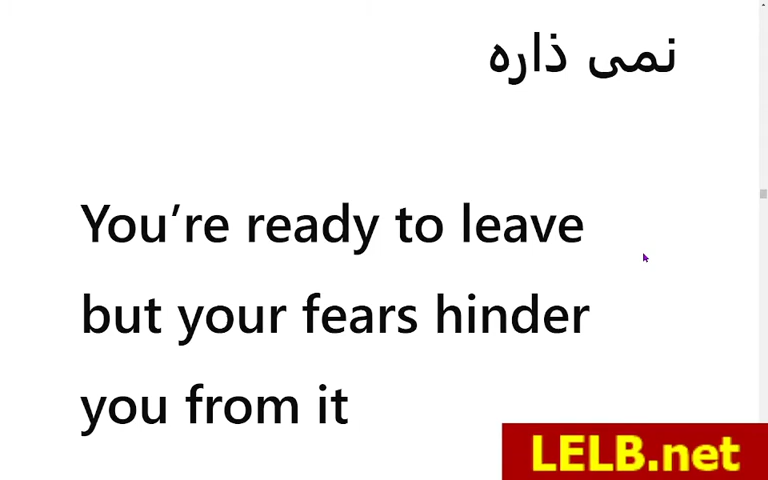 نمی ذاره
You’re ready to leave
but your fears hinder
you from it
LELB.net